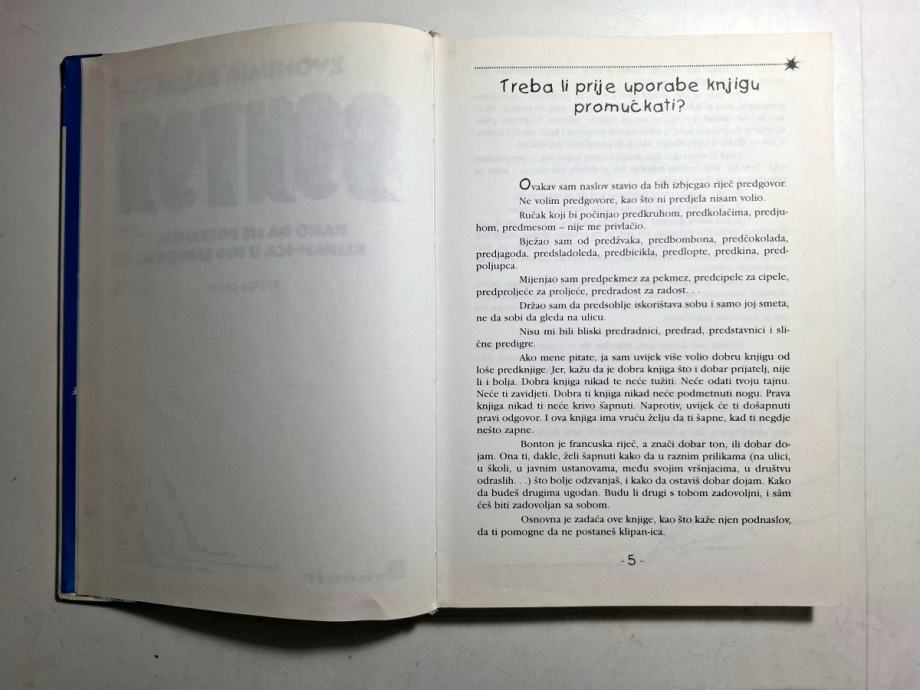 Treba li prije uporabe knjigu
promućkati?
Ovakav sam naslov stavio da bih izbjegao riječ predgovor.
Ne volim predgovore, kao što ni predjela nisam volio.
Ručak koji bi počinjao predkruhom, predkolačima, predju-
hom, predmesom – nije me privlačio.
Bježao sam od predžvaka, predbombona, predčokolada,
predjagoda, predsladoleda, predbicikla, predlopte, predkina, pred-
poljupca.
Mijenjao sam predpekmez za pekmez, predcipele za cipele,
predproljeće za proljeće, predradost za radost. . .
Držao sam da predsoblje iskorištava sobu i samo joj smeta,
ne da sobi da gleda na ulicu.
Nisu mi bili bliski predradnici, predrad, predstavnici i sli-
čne predigre.
Ako mene pitate, ja sam uvijek više volio dobru knjigu od
loše predknjige. Jer, kažu da je dobra knjiga što i dobar prijatelj, nije
li i bolja. Dobra knjiga nikad te neće tužiti. Neće odati tvoju tajnu.
Neće ti zavidjeti. Dobra ti knjiga nikad neće podmetnuti nogu. Prava
knjiga nikad ti neće krivo šapnuti. Naprotiv, uvijek će ti došapnuti
pravi odgovor. I ova knjiga ima vruću želju da ti šapne, kad ti negdje
nešto zapne.
Bonton je francuska riječ, a znači dobar ton, ili dobar do-
jam. Ona ti, dakle, želi šapnuti kako da u raznim prilikama (na ulici,
u školi, u javnim ustanovama, među svojim vršnjacima, u društvu
odraslih. . .) što bolje odzvanjaš, i kako da ostaviš dobar dojam. Kako
da budeš drugima ugodan. Budu li drugi s tobom zadovoljni, i sâm
ćeš biti zadovoljan sa sobom.
Osnovna je zadaća ove knjige, kao što kaže njen podnaslov,
da ti pomogne da ne postaneš klipan-ica.
- 5 -